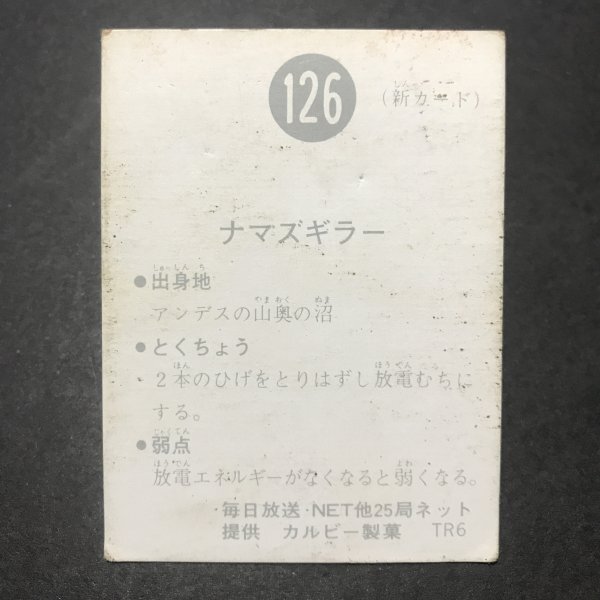 126
(新カード)
ナマズギラー
●出身地
アンデスの山奥の沼
●とくちょう
2本のひげをとりはずし放電むちに
する。
●弱点
放電エネルギーがなくなると弱くなる。
毎日放送・NET他25局ネット
提供 カルビー製菓 TR6